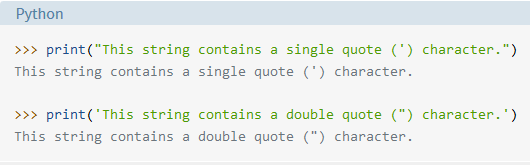 Python
>>> print("This string contains a single quote (') character.")
This string contains a single quote (') character.
>>> print('This string contains a double quote (") character.')
This string contains a double quote (") character.